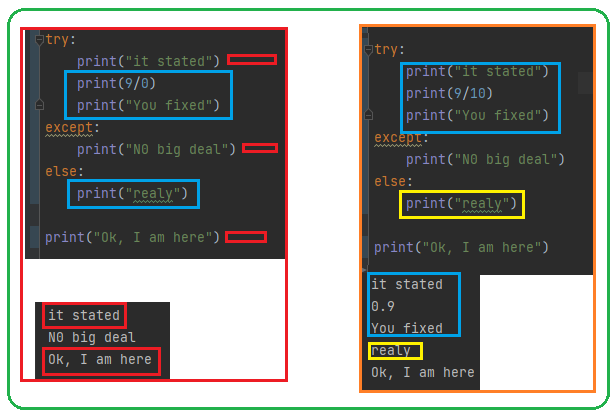 try:
print("it stated")
print(9/0)
print("You fixed")
except:
print("N0 big deal")
else:
print("realy")
print("Ok, I am here")
it stated
N0 big deal
Ok, I am here
try:
print("it stated")
print(9/10)
print("You fixed")
except:
print("N0 big deal")
else:
print("realy")
print("Ok, I am here")
it stated
0.9
You fixed
realy
Ok, I am here